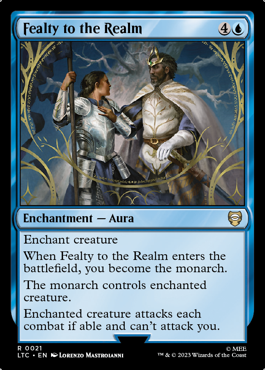 Fealty to the Realm 4
Enchantment — Aura
Enchant creature
When Fealty to the Realm enters the
battlefield, you become the monarch.
The monarch controls enchanted
creature.
Enchanted creature attacks each
combat if able and can't attack you.
R 0021 © MEE
LTC • EN Lorenzo Mastroianni ™ & © 2023 Wizards of the Coast